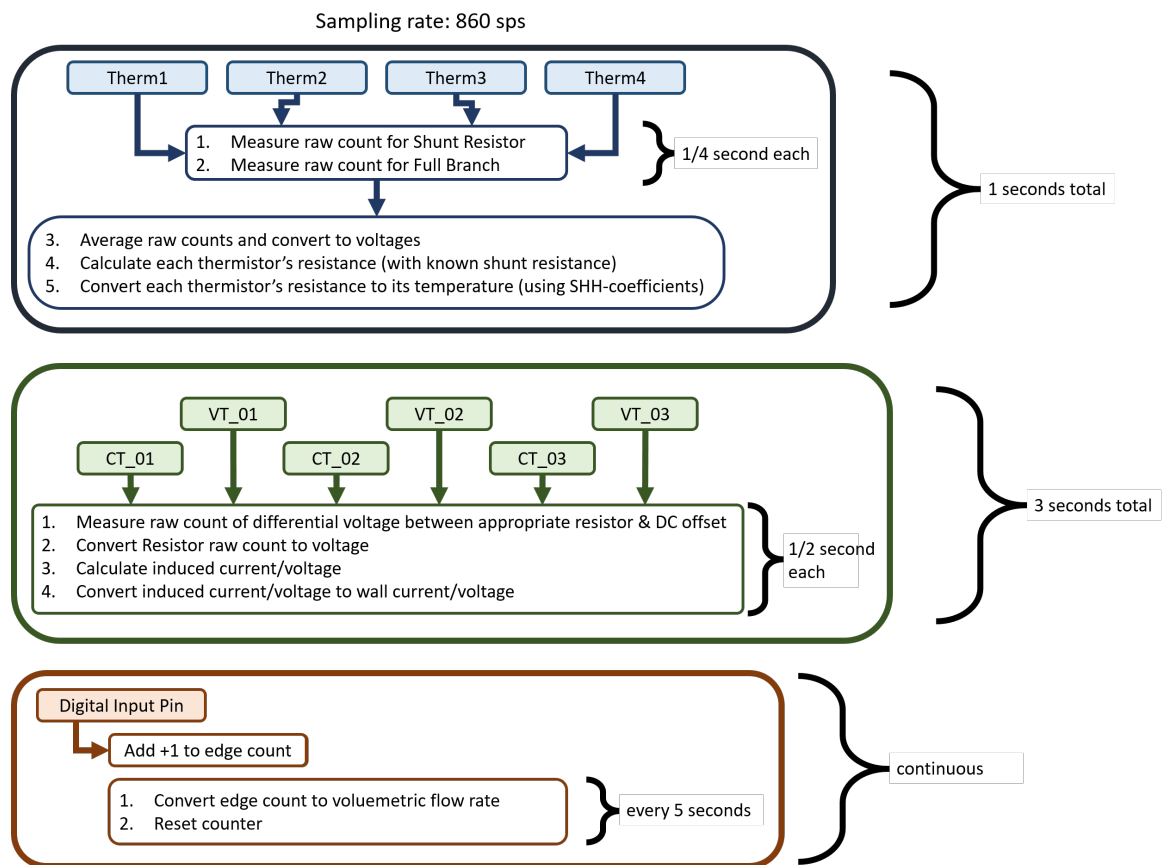 Sampling rate: 860 sps
Therm1
Therm2
Therm3
Therm4
1. Measure raw count for Shunt Resistor
2. Measure raw count for Full Branch
1/4 second each
1 seconds total
3. Average raw counts and convert to voltages
4. Calculate each thermistor's resistance (with known shunt resistance)
5. Convert each thermistor's resistance to its temperature (using SHH-coefficients)
VT_01
VT_02
VT_03
CT_01
CT_02
CT_03
1. Measure raw count of differential voltage between appropriate resistor & DC offset
2. Convert Resistor raw count to voltage
3. Calculate induced current/voltage
4. Convert induced current/voltage to wall current/voltage
1/2 second
each
3 seconds total
Digital Input Pin
Add +1 to edge count
1. Convert edge count to voluemetric flow rate
2. Reset counter
every 5 seconds
continuous